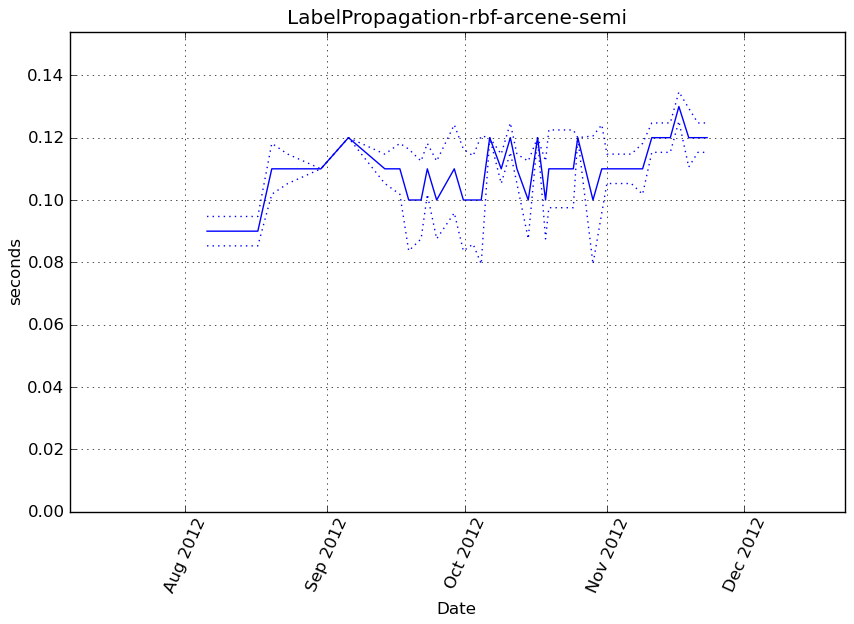 LabelPropagation-rbf-arcene-semi
0.14
0.12
0.10
0.08
0.06
0.04
0.02
0.00
seconds
Aug 2012
Sep 2012
Oct 2012
Nov 2012
Dec 2012
Date